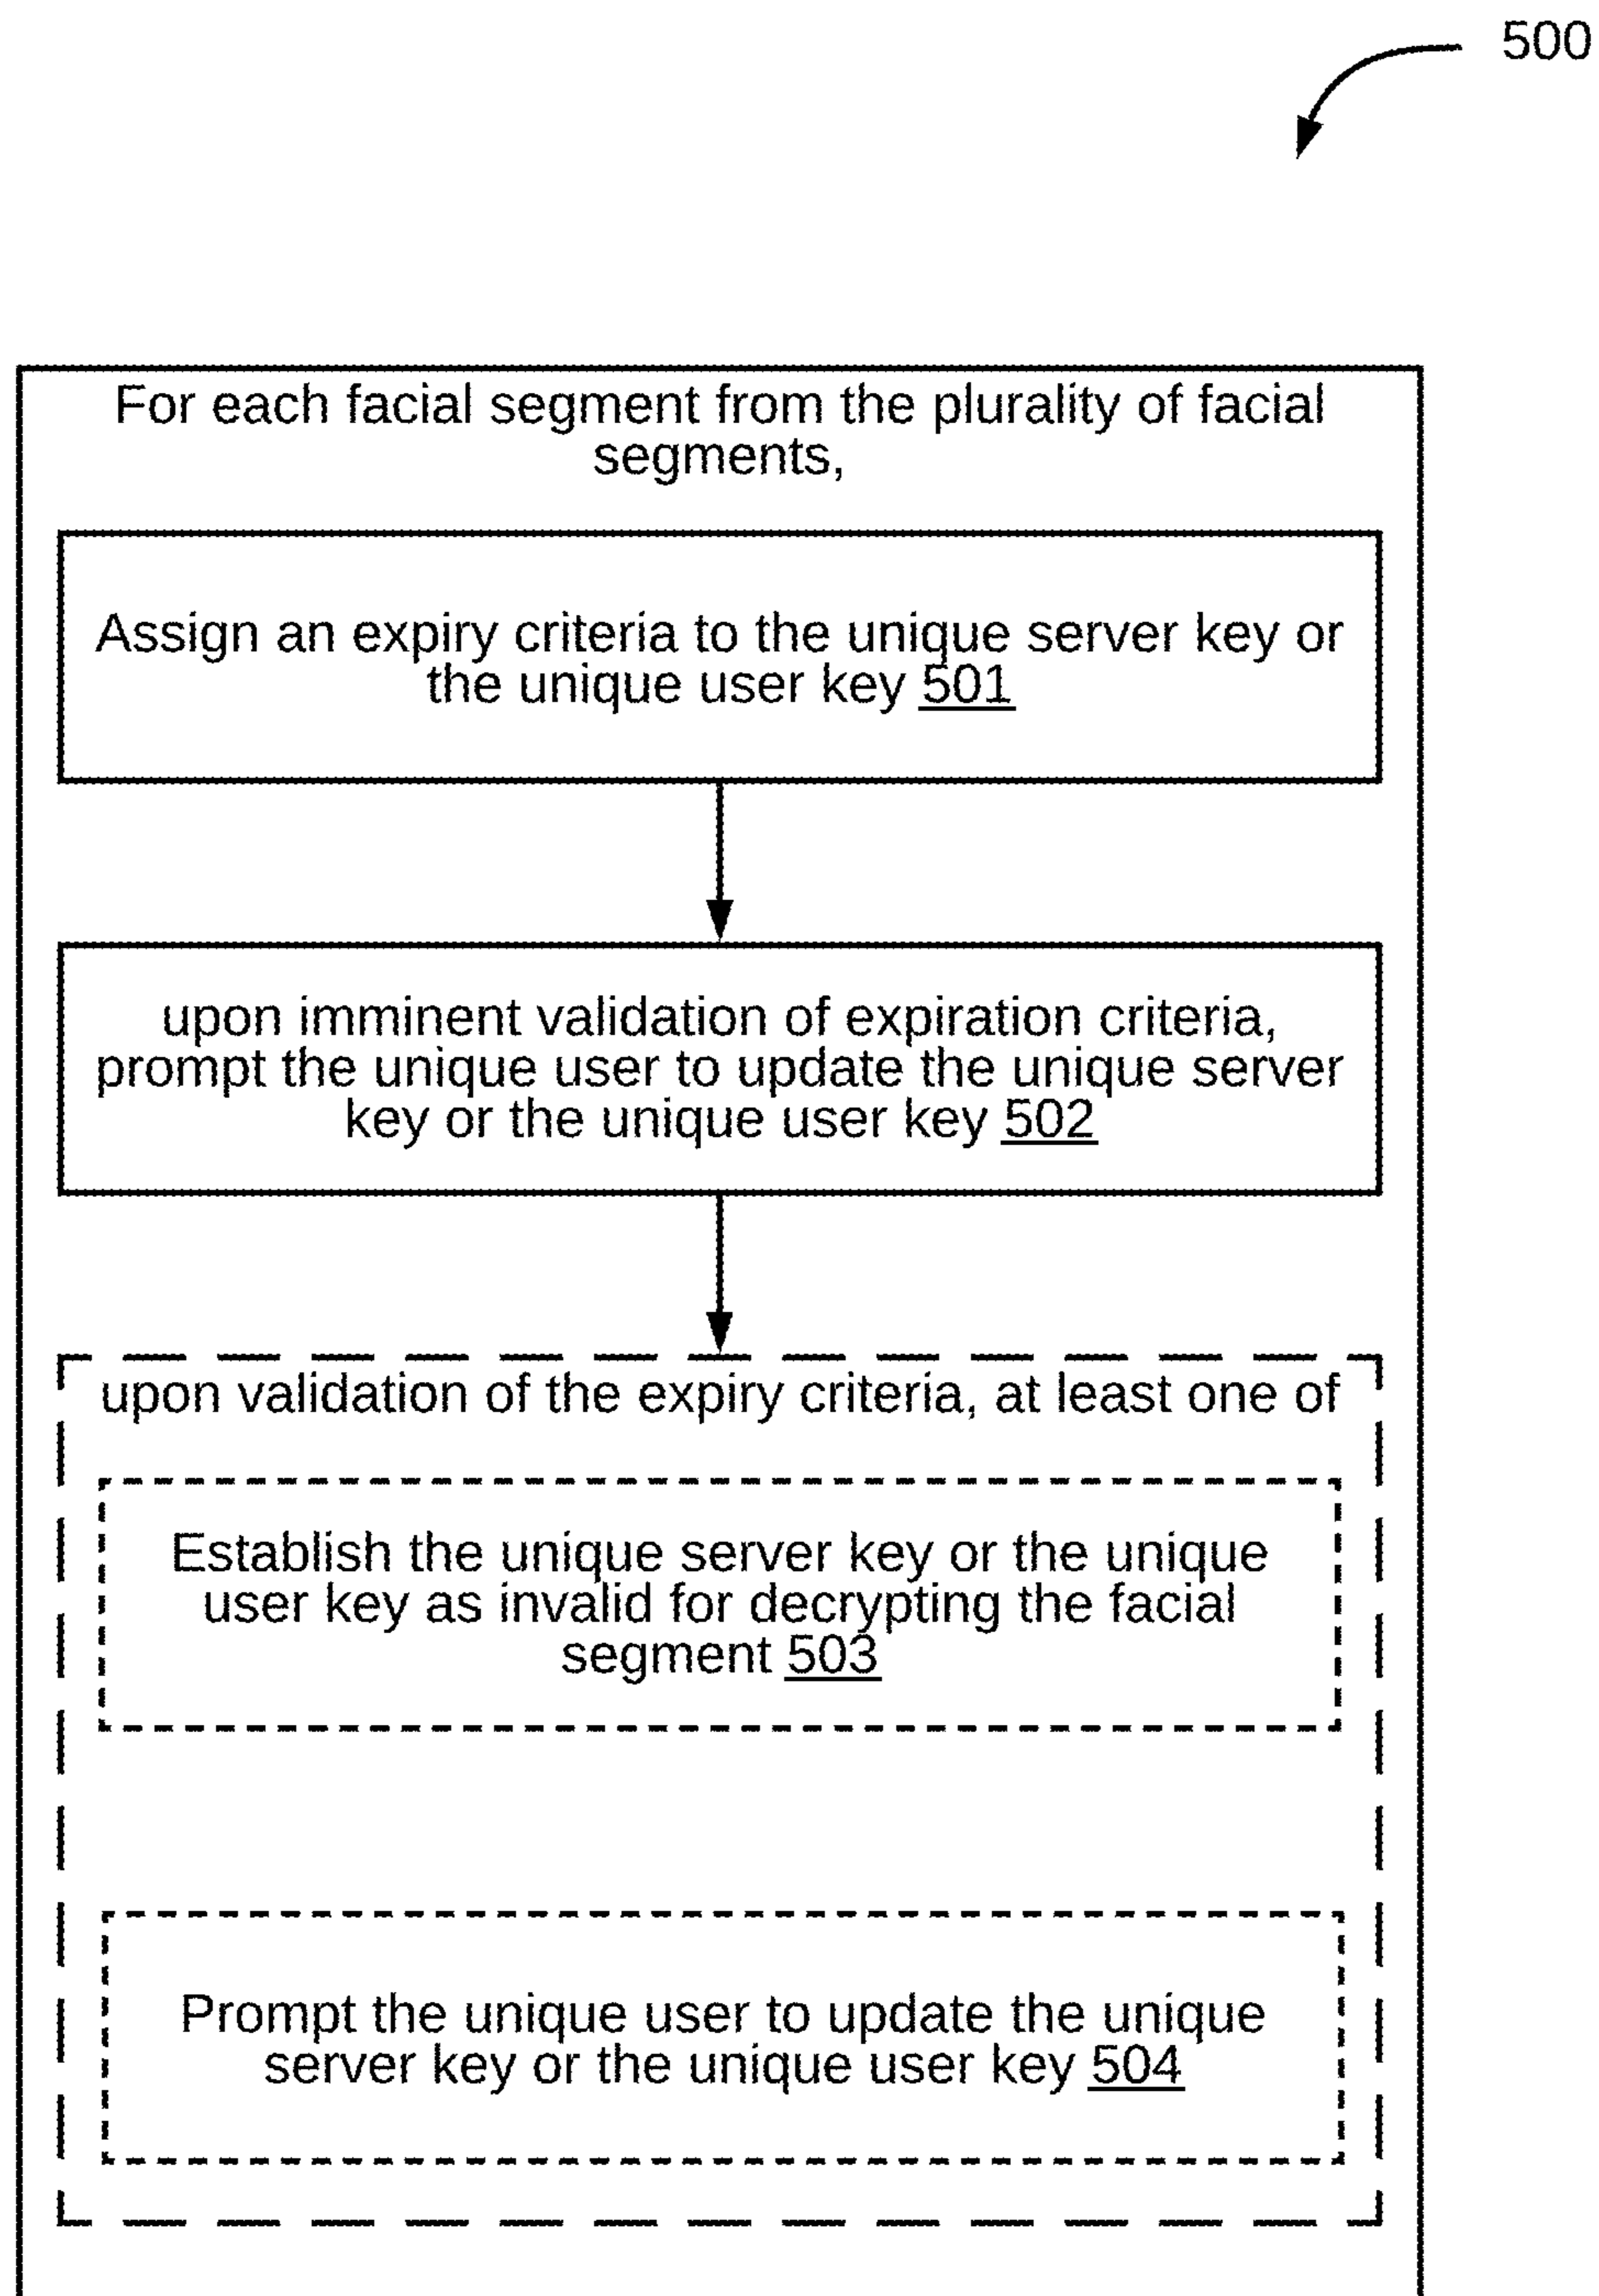 500
For each facial segment from the plurality of facial
segments,
Assign an expiry criteria to the unique server key or
the unique user key 501
upon imminent validation of expiration criteria,
prompt the unique user to update the unique server
key or the unique user key 502
upon validation of the expiry criteria, at least one of
Establish the unique server key or the unique
user key as invalid for decrypting the facial
segment 503
Prompt the unique user to update the unique
server key or the unique user key 504